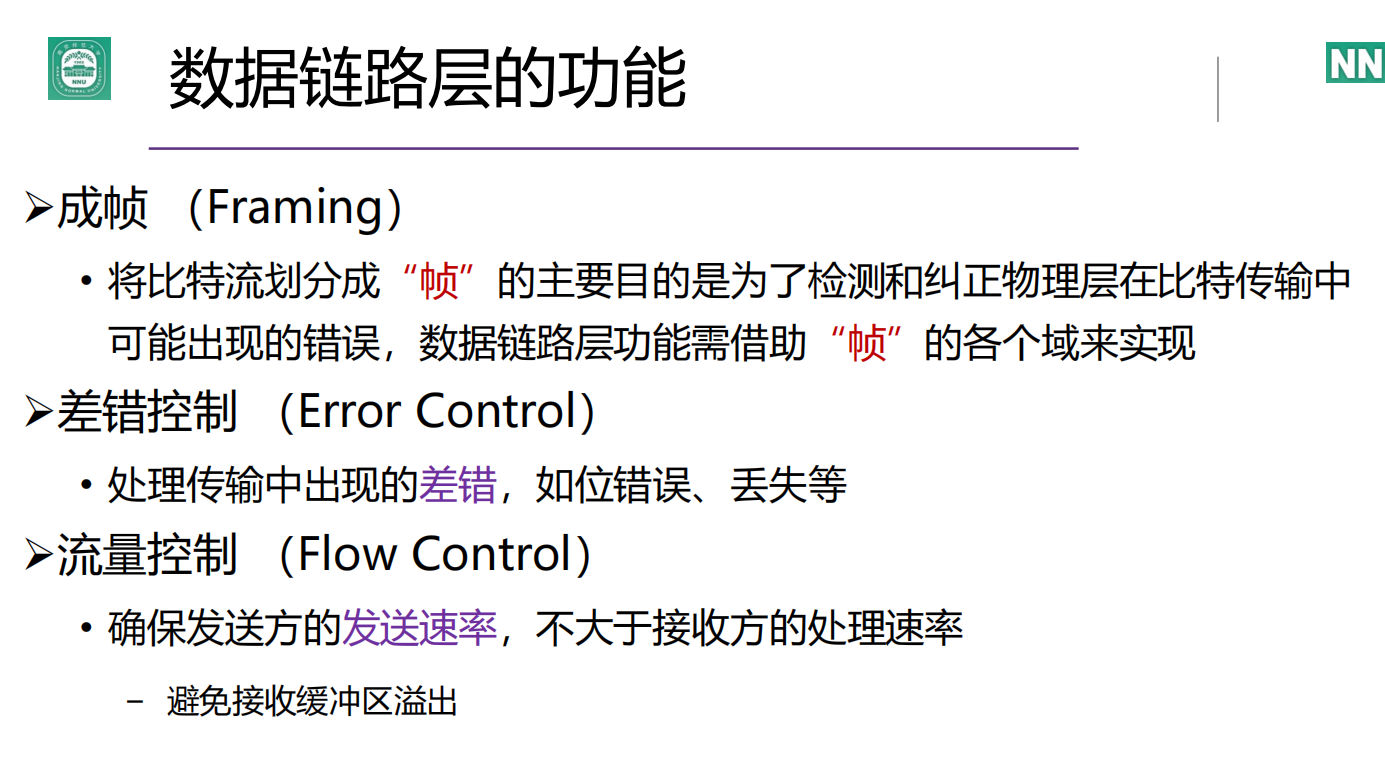 数据链路层的功能
NN
➢成帧 （Framing）
• 将比特流划分成“帧”的主要目的是为了检测和纠正物理层在比特传输中
可能出现的错误，数据链路层功能需借助“帧”的各个域来实现
➢差错控制 （Error Control）
• 处理传输中出现的差错，如位错误、丢失等
➢流量控制 （Flow Control）
• 确保发送方的发送速率，不大于接收方的处理速率
– 避免接收缓冲区溢出
NNU